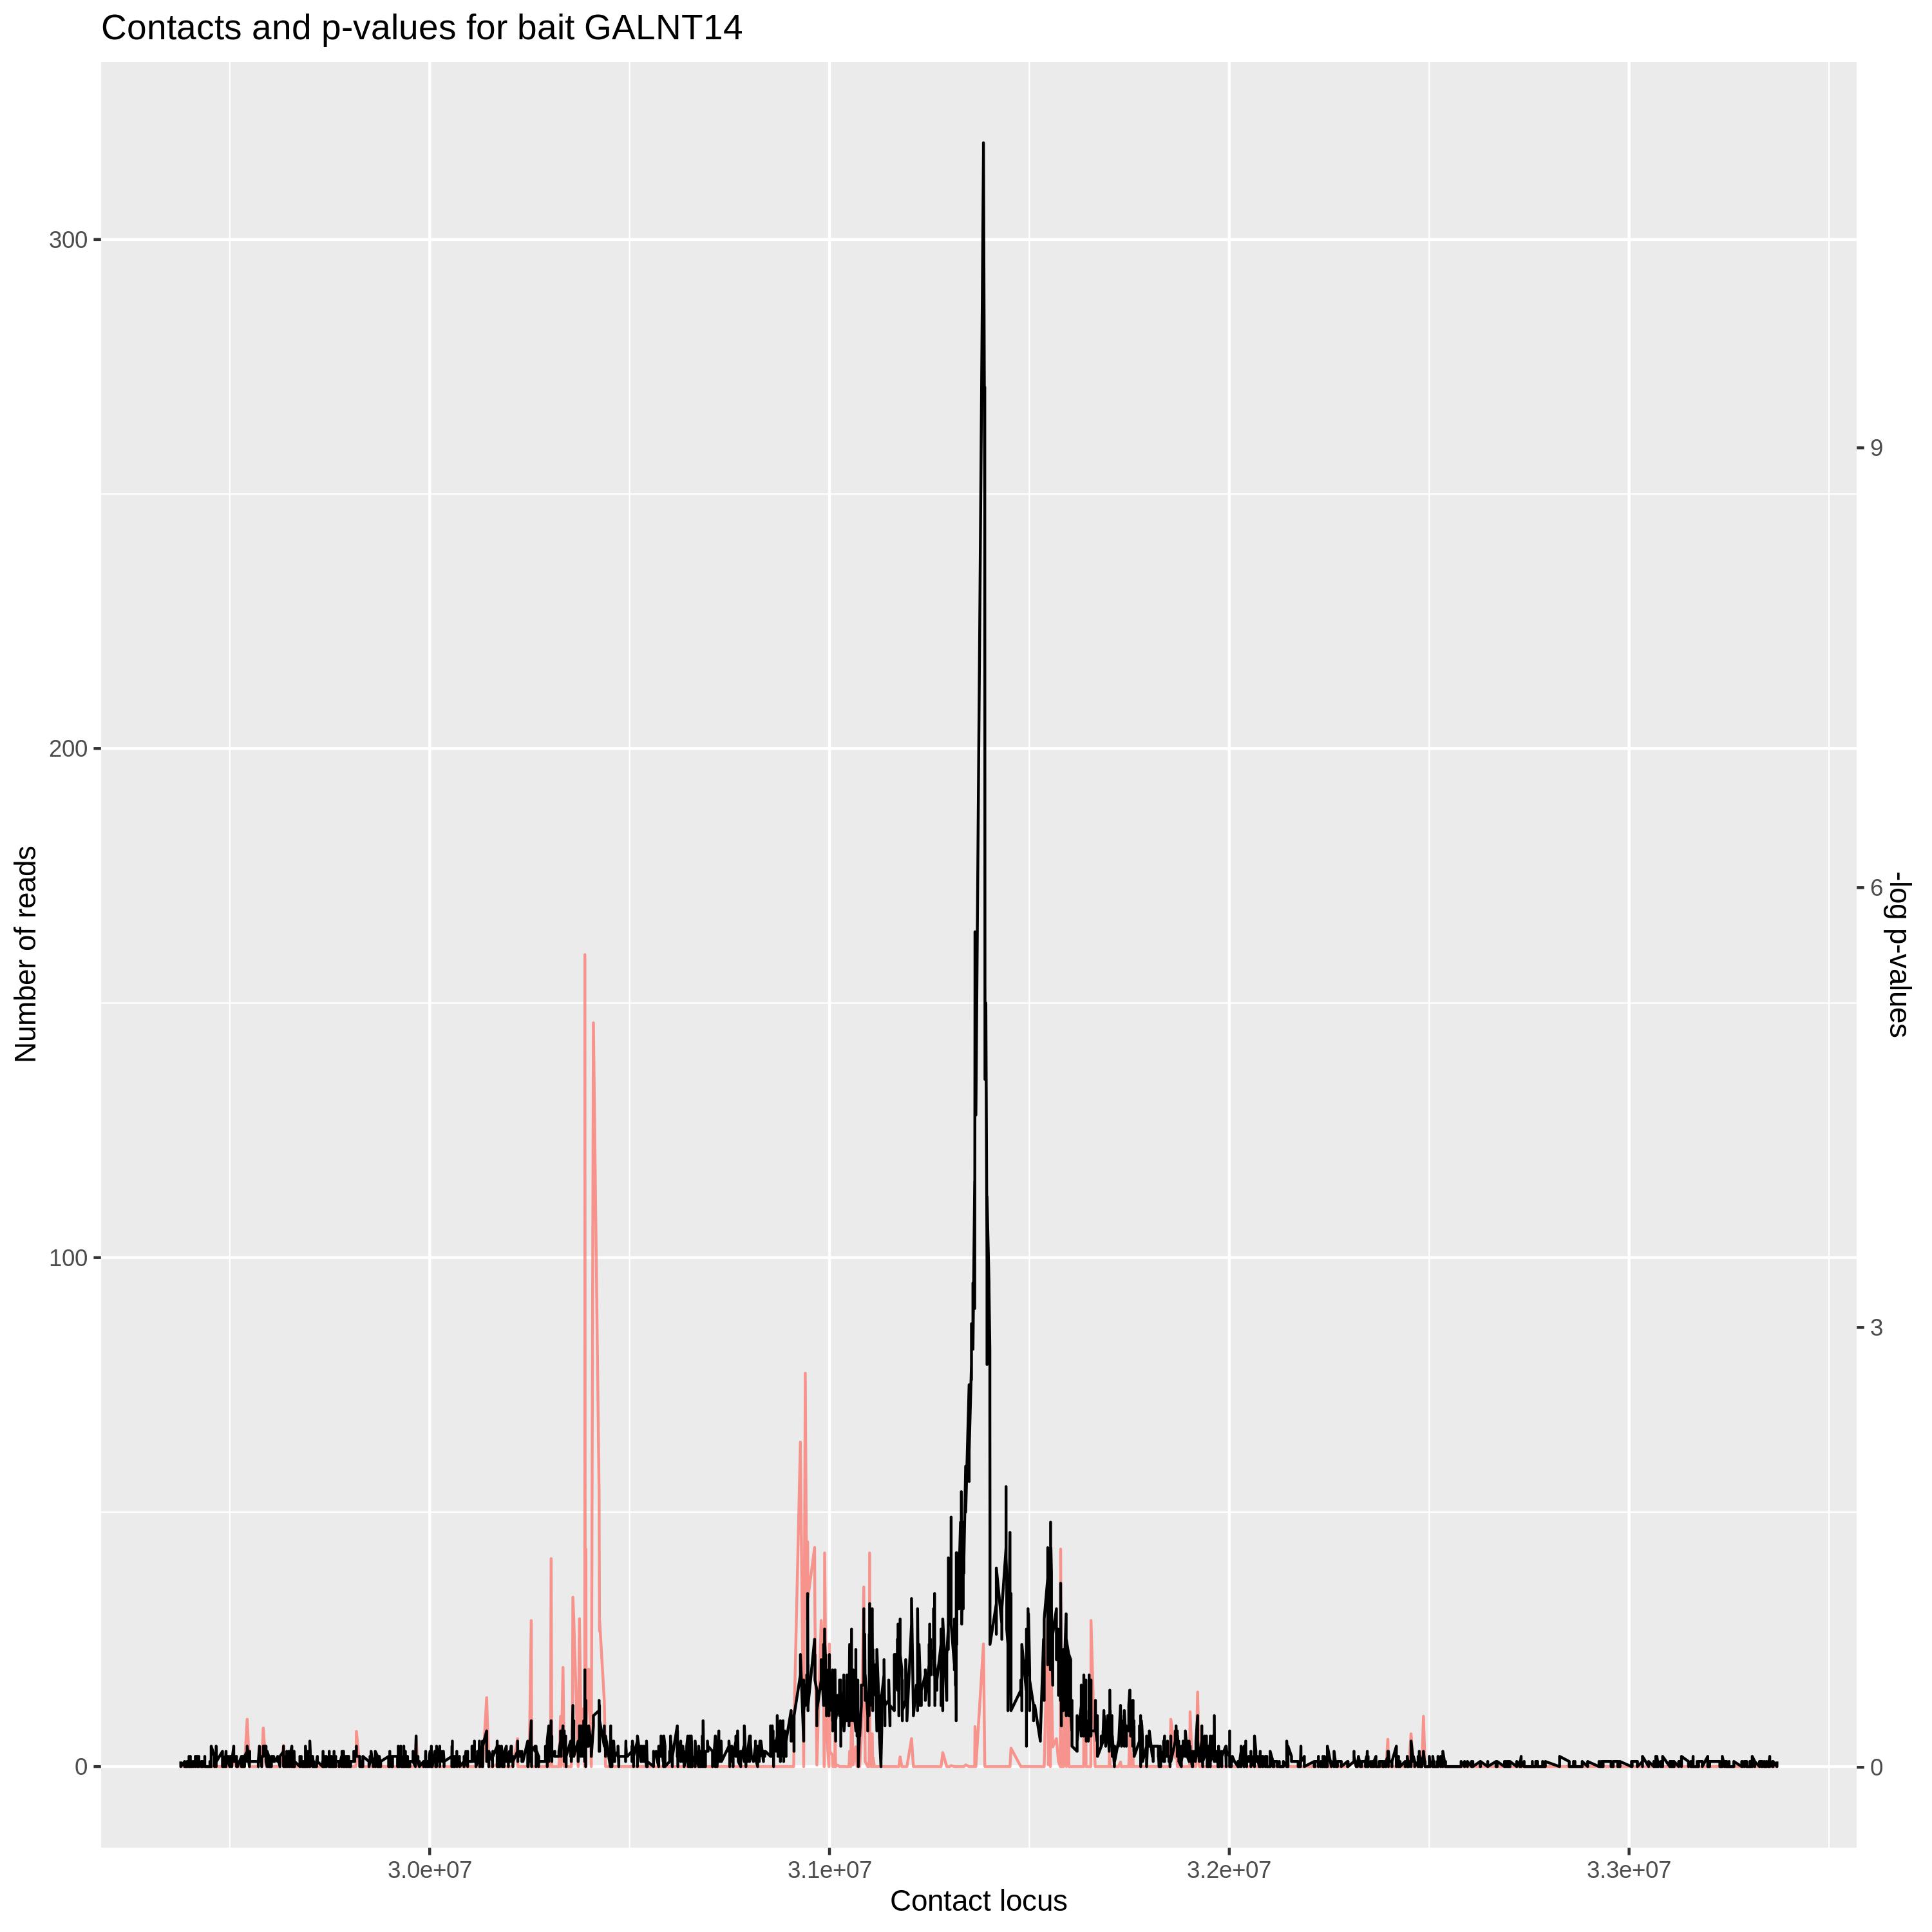 Contacts and p-values for bait GALNT14
300
200
100
0
Number of reads
9
6
3
0
-log p-values
3.0e+07
3.1e+07
3.2e+07
3.3e+07
Contact locus